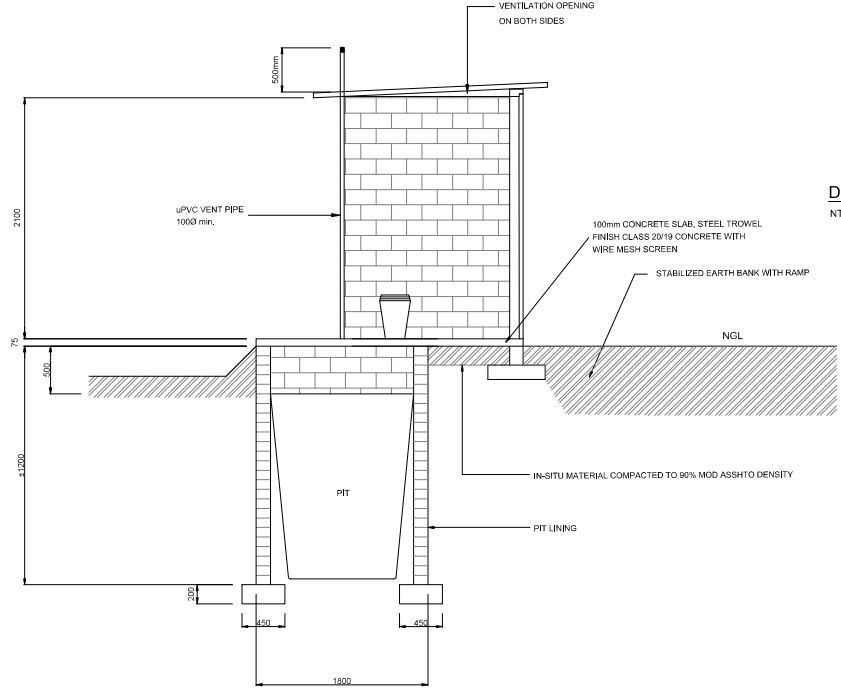 VENTILATION OPENING
ON BOTH SIDES
500mm
2100
uPVC VENT PIPE
100Ø min.
D
NT
100mm CONCRETE SLAB, STEEL TROWEL
FINISH CLASS 20/19 CONCRETE WITH
WIRE MESH SCREEN
STABILIZED EARTH BANK WITH RAMP
NGL
75
500
±1200
IN-SITU MATERIAL COMPACTED TO 90% MOD ASSHTO DENSITY
PIT
PIT LINING
200
450
450
1800